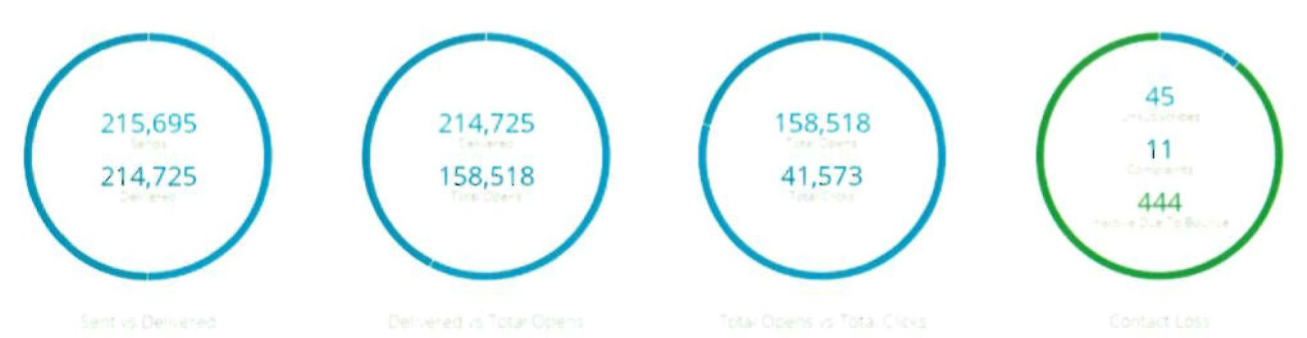 215,695
Sends
214,725
Delivered
Sent vs Delivered
214,725
Delivered
158,518
Total Opens
Delivered vs Total Opens
158,518
Total Opens
41,573
Total Clicks
Total Opens vs Total Clicks
45
Unsubscribes
11
Complaints
444
Inactive Due To Bounce
Contact Loss